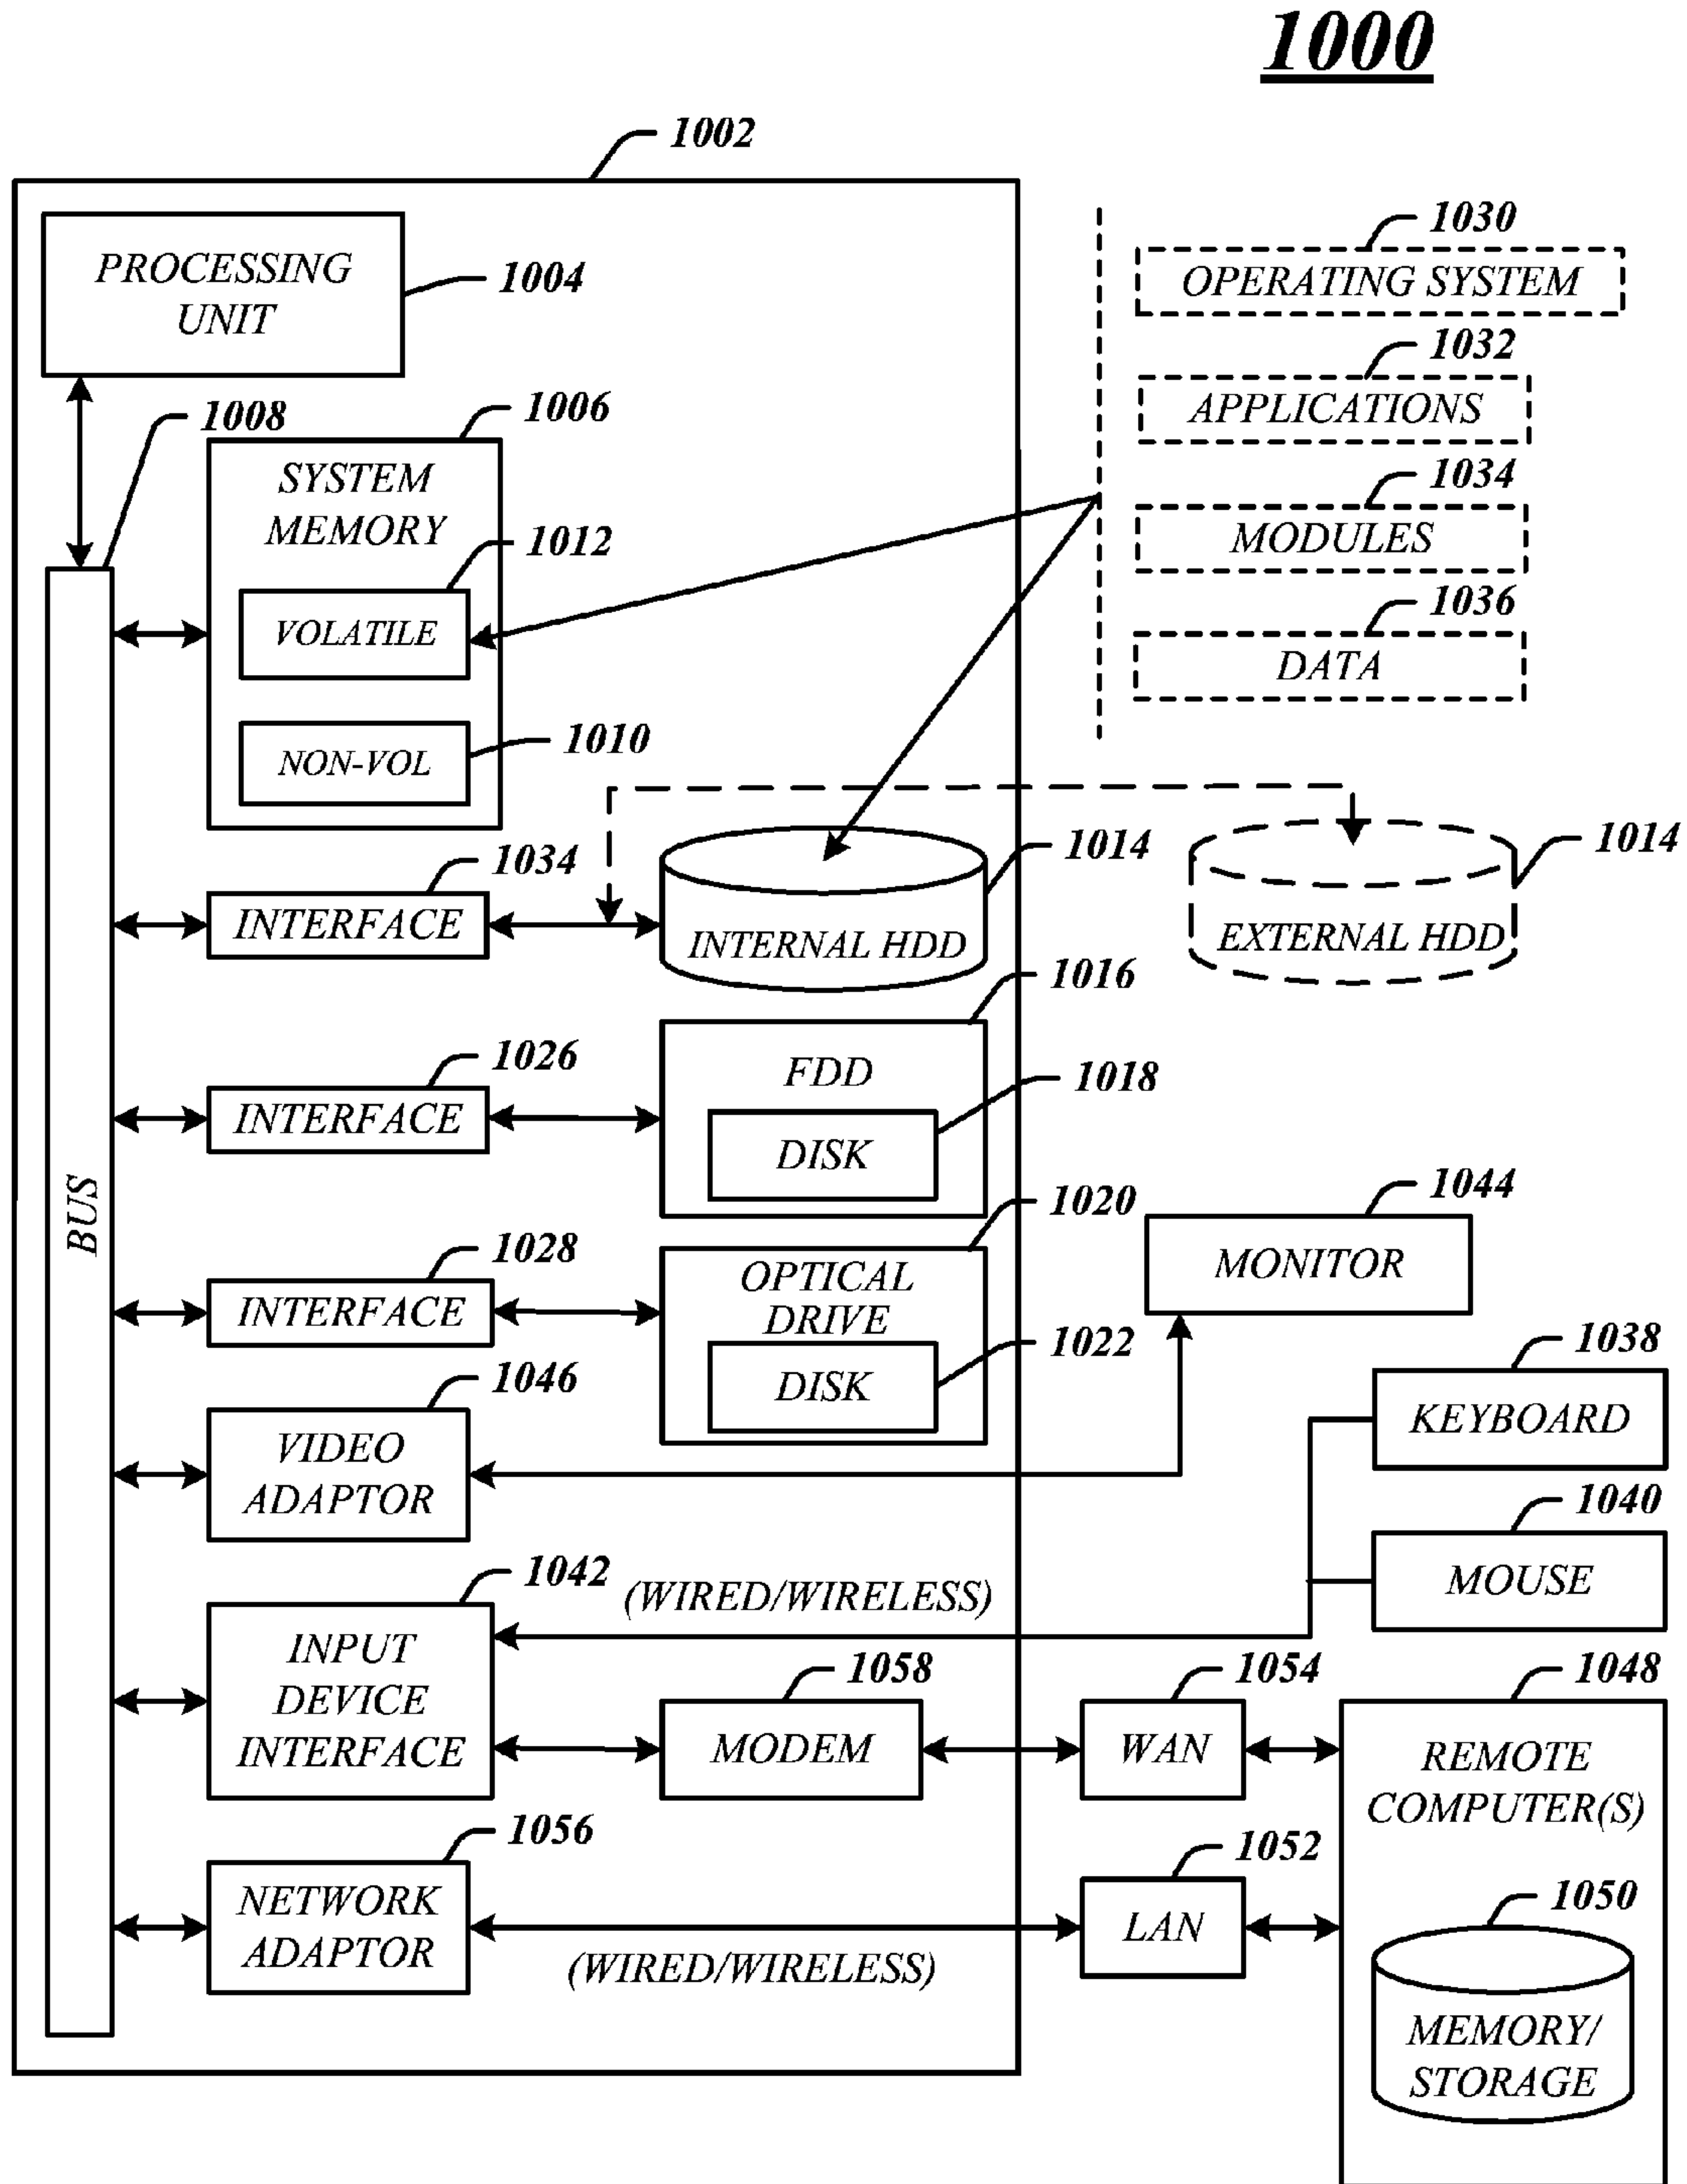 1000
1002
PROCESSING
UNIT
1004
1008
1006
SYSTEM
MEMORY
1012
VOLATILE
1010
NON-VOL
1030
OPERATING SYSTEM
1032
APPLICATIONS
1034
MODULES
1036
DATA
BUS
1034
INTERFACE
1014
INTERNAL HDD
1014
EXTERNAL HDD
1026
INTERFACE
1016
FDD
1018
DISK
1028
INTERFACE
1020
OPTICAL
DRIVE
1022
DISK
1044
MONITOR
1046
VIDEO
ADAPTOR
1038
KEYBOARD
1040
MOUSE
1042
(WIRED/WIRELESS)
INPUT
DEVICE
INTERFACE
1058
MODEM
1054
WAN
1048
REMOTE
COMPUTER(S)
1056
NETWORK
ADAPTOR
(WIRED/WIRELESS)
1052
LAN
1050
MEMORY/
STORAGE